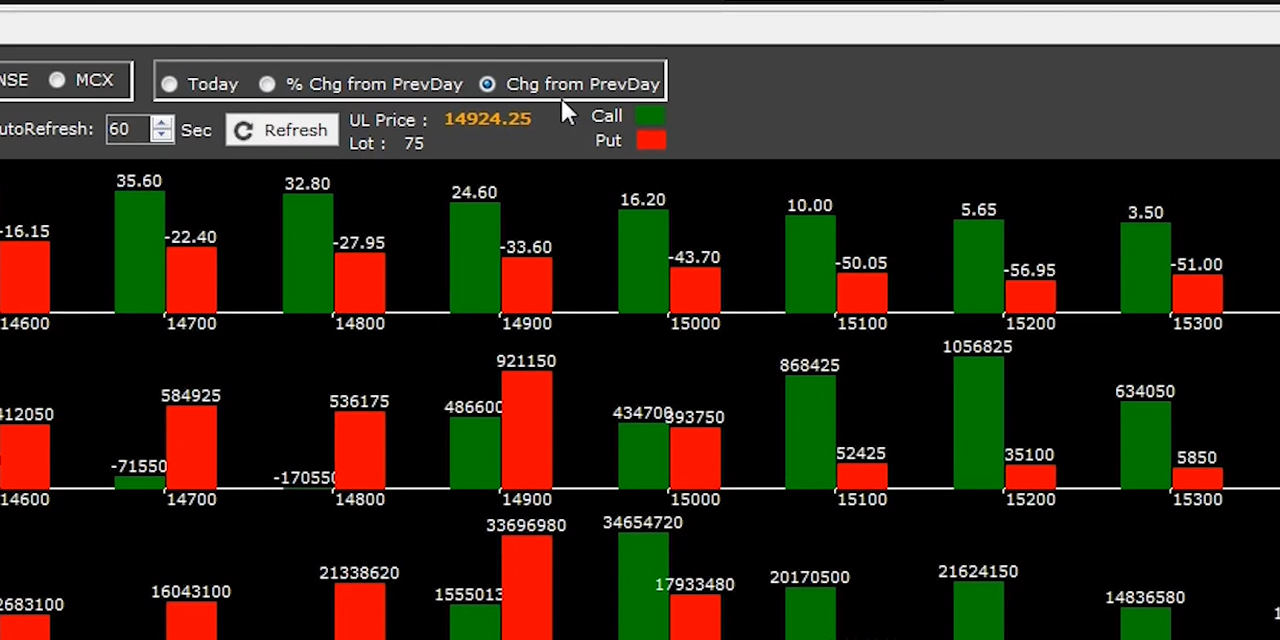 NSE MCX Today % Chg from PrevDay Chg from PrevDay
utoRefresh: 60 Sec Refresh UL Price : 14924.25 Call
Lot : 75 Put
-16.15 35.60 -22.40 32.80 -27.95 24.60 -33.60 16.20 -43.70 10.00 -50.05 5.65 -56.95 3.50 -51.00
14600 14700 14800 14900 15000 15100 15200 15300
412050 -71550 584925 -170550 536175 486600 921150 434700 393750 868425 52425 1056825 35100 634050 5850
14600 14700 14800 14900 15000 15100 15200 15300
2683100 16043100 21338620 1555013 33696980 34654720 17933480 20170500 21624150 14836580